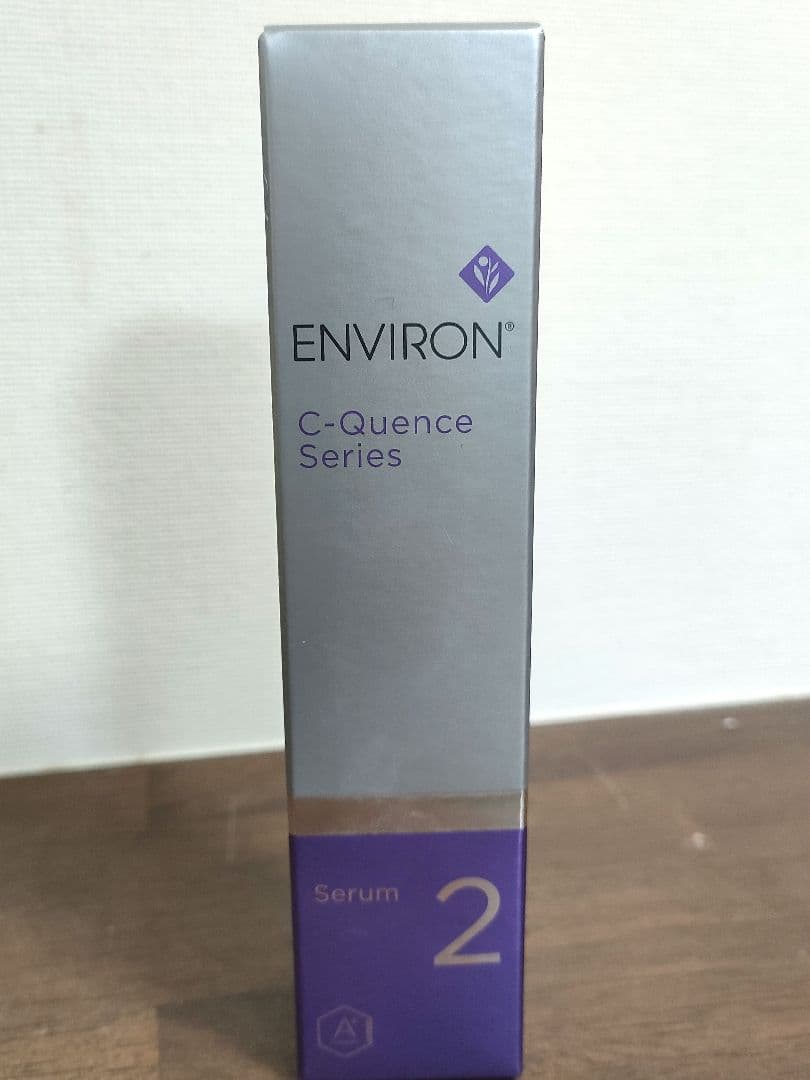 ENVIRON®
C-Quence
Series
Serum 2
A